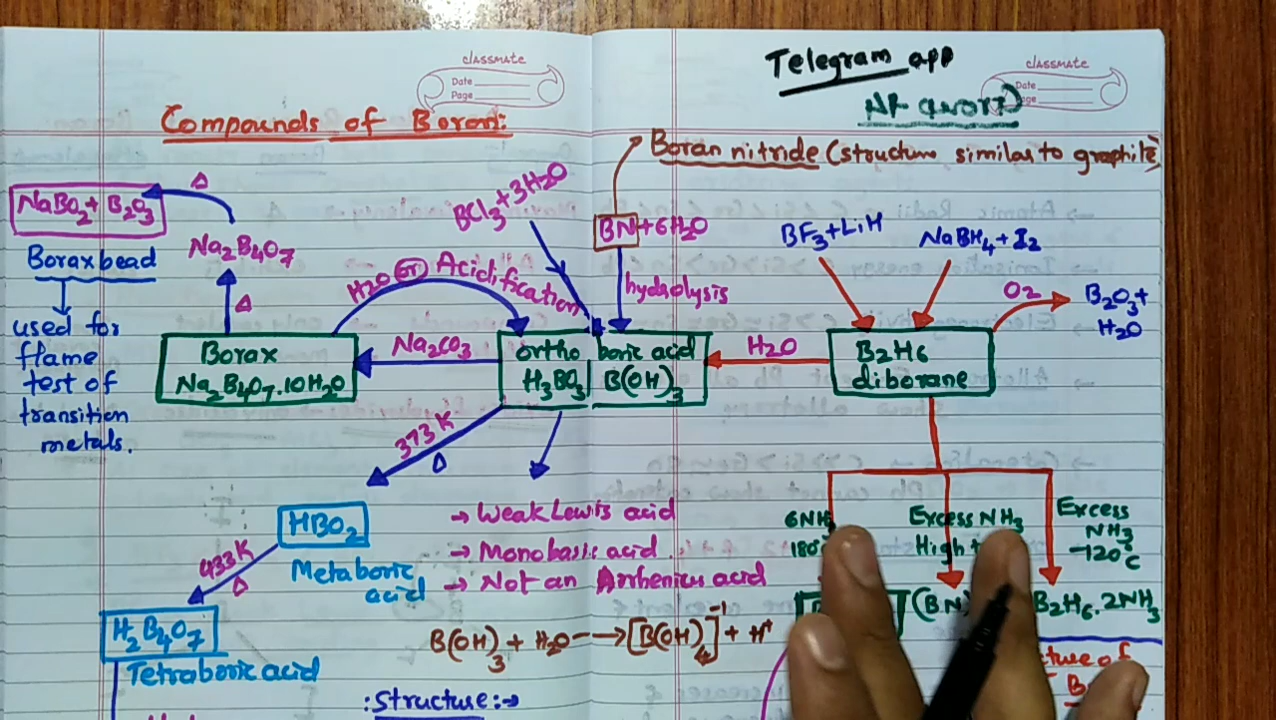 classmate
Date
Page
Telegram app
classmate
Date
Page
Compounds of Boran:
Boran nitride (structure similar to graphite)
NaBO2 + B2O3
Δ
Borax bead
used for
flame
test of
transition
metals.
Na2B4O7
Δ
BCl3 + 3H2O
BN + 6H2O
hydrolysis
H2O (or) Acidification
BF3 + LiH
NaBH4 + I2
O2
B2O3 +
H2O
Borax
Na2B4O7.10H2O
Na2CO3
ortho boric acid
H3BO3 B(OH)3
H2O
B2H6
diborane
373K
Δ
HBO2
Metaboric
acid
433K
Δ
H2B4O7
Tetraboric acid
→ Weak Lewis acid
→ Monobasic acid
→ Not an Arrhenius acid
B(OH)3 + H2O → [B(OH)4]-1 + H+
:Structure:→
6NH3
180°
Excess NH3
High
(BN)
Excess
NH3
-120°C
B2H6.2NH3